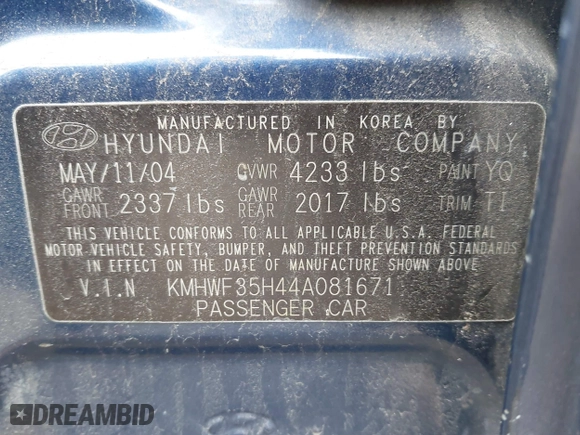 MANUFACTURED IN KOREA BY
HYUNDAI MOTOR COMPANY
MAY/11/04 GVWR 4233 lbs PAINT YQ
GAWR FRONT 2337 lbs GAWR REAR 2017 lbs TRIM TI
THIS VEHICLE CONFORMS TO ALL APPLICABLE U.S.A. FEDERAL
MOTOR VEHICLE SAFETY, BUMPER, AND THEFT PREVENTION STANDARDS
IN EFFECT ON THE DATE OF MANUFACTURE SHOWN ABOVE
V.I.N KMHWF35H44A081671
PASSENGER CAR
DREAMBID